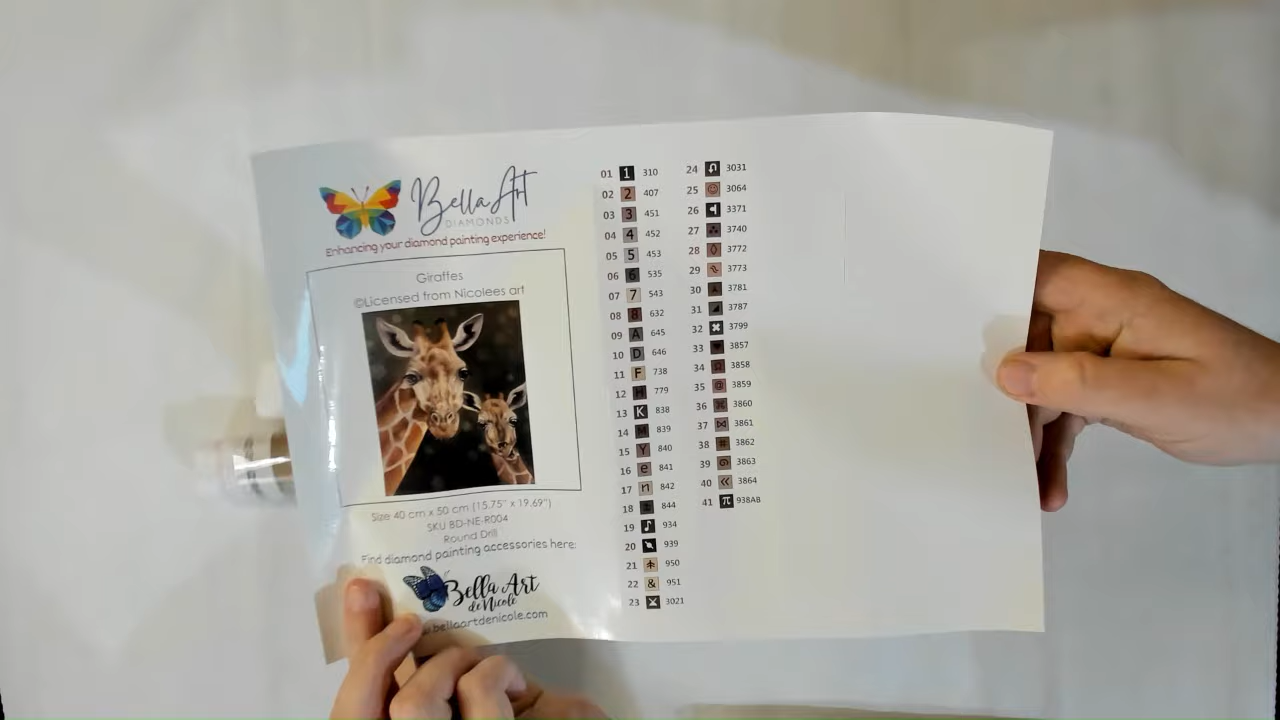 Bella Art
DIAMONDS
Enhancing your diamond painting experience!
Giraffes
©Licensed from Nicolees art
Size 40 cm x 50 cm (15.75" x 19.69")
SKU BD-NE-R004
Round Drill
Find diamond painting accessories here:
Bella Art
de Nicole
.bellaartdenicole.com
01 1 310
02 2 407
03 3 451
04 4 452
05 5 453
06 6 535
07 7 543
08 8 632
09 A 645
10 D 646
11 F 738
12 H 779
13 K 838
14 M 839
15 Y 840
16 e 841
17 n 842
18 844
19 ♪ 934
20 939
21 950
22 & 951
23 3021
24 3031
25 ☺ 3064
26 3371
27 3740
28 ◊ 3772
29 3773
30 ▲ 3781
31 ◢ 3787
32 ✖ 3799
33 ♥ 3857
34 Ω 3858
35 @ 3859
36 ⌘ 3860
37 ⋈ 3861
38 # 3862
39 3863
40 « 3864
41 π 938AB